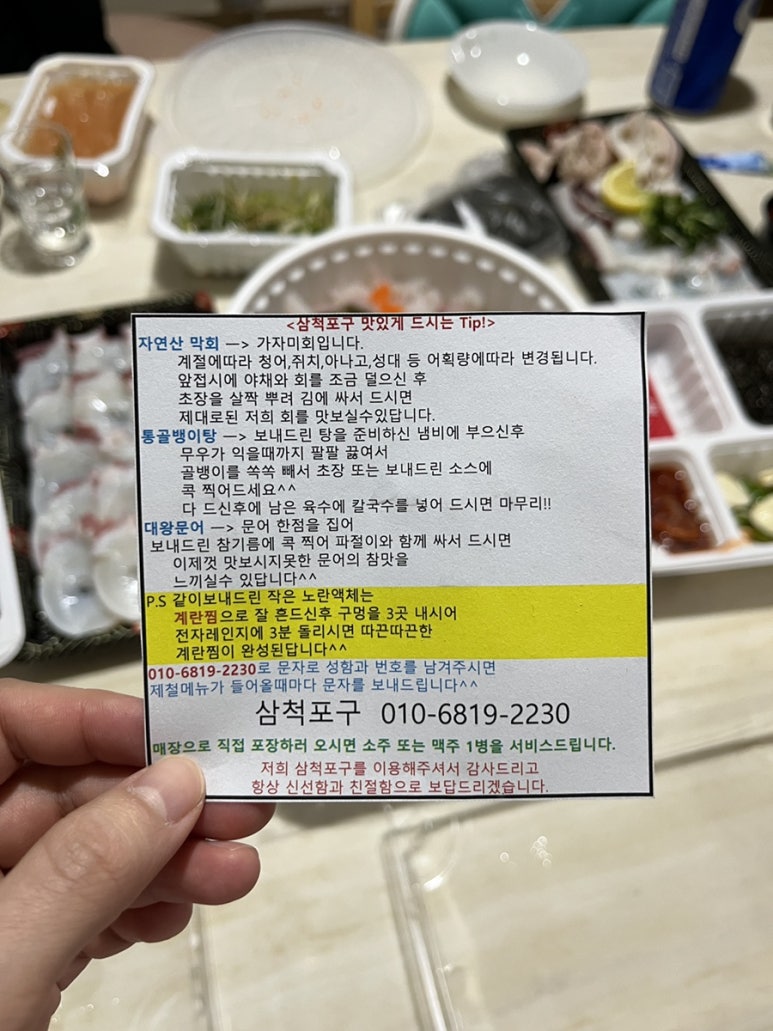 <삼척포구 맛있게 드시는 Tip!>
자연산 막회 —> 가자미회입니다.
계절에따라 청어,쥐치,아나고,성대 등 어획량에따라 변경됩니다.
앞접시에 야채와 회를 조금 덜으신 후
초장을 살짝 뿌려 김에 싸서 드시면
제대로된 저희 회를 맛보실수있답니다.
통골뱅이탕 —> 보내드린 탕을 준비하신 냄비에 부으신후
무우가 익을때까지 팔팔 끓여서
골뱅이를 쏙쏙 빼서 초장 또는 보내드린 소스에
콕 찍어드세요^^
다 드신후에 남은 육수에 칼국수를 넣어 드시면 마무리!!
대왕문어 —> 문어 한점을 집어
보내드린 참기름에 콕 찍어 파절이와 함께 싸서 드시면
이제껏 맛보시지못한 문어의 참맛을
느끼실수 있답니다^^
P.S 같이보내드린 작은 노란액체는
계란찜으로 잘 흔드신후 구멍을 3곳 내시어
전자레인지에 3분 돌리시면 따끈따끈한
계란찜이 완성된답니다^^
010-6819-2230로 문자로 성함과 번호를 남겨주시면
제철메뉴가 들어올때마다 문자를 보내드립니다^^
삼척포구 010-6819-2230
매장으로 직접 포장하러 오시면 소주 또는 맥주 1병을 서비스드립니다.
저희 삼척포구를 이용해주셔서 감사드리고
항상 신선함과 친절함으로 보답드리겠습니다.